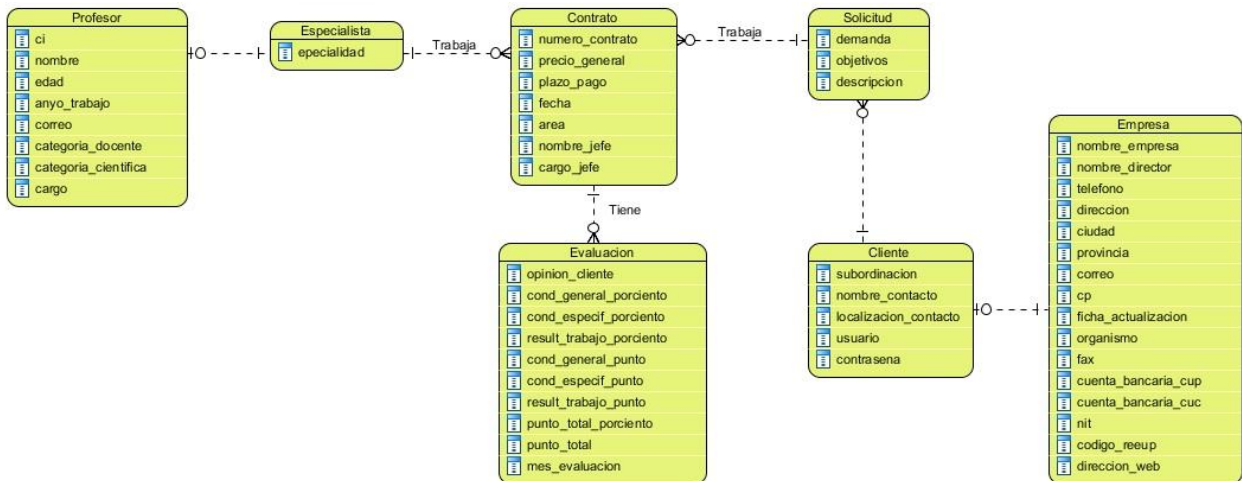 Profesor
ci
nombre
edad
anyo_trabajo
correo
categoria_docente
categoria_cientifica
cargo
Especialista
epecialidad
Trabaja
Contrato
numero_contrato
precio_general
plazo_pago
fecha
area
nombre_jefe
cargo_jefe
Trabaja
Solicitud
demanda
objetivos
descripcion
Tiene
Evaluacion
opinion_cliente
cond_general_porciento
cond_especif_porciento
result_trabajo_porciento
cond_general_punto
cond_especif_punto
result_trabajo_punto
punto_total_porciento
punto_total
mes_evaluacion
Cliente
subordinacion
nombre_contacto
localizacion_contacto
usuario
contrasena
Empresa
nombre_empresa
nombre_director
telefono
direccion
ciudad
provincia
correo
cp
ficha_actualizacion
organismo
fax
cuenta_bancaria_cup
cuenta_bancaria_cuc
nit
codigo_reeup
direccion_web